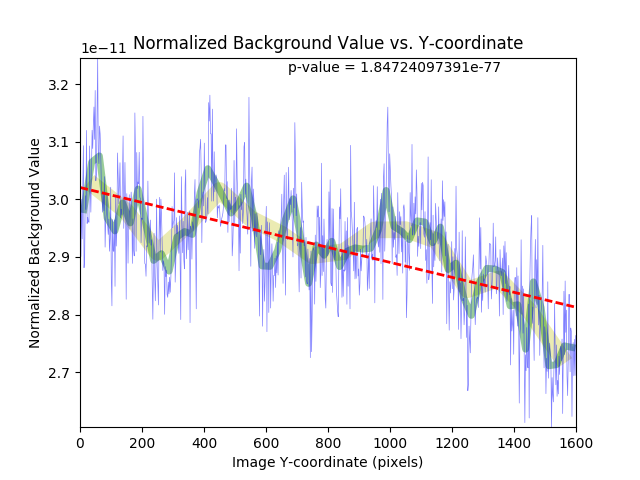 1e−11
Normalized Background Value vs. Y-coordinate
p-value = 1.84724097391e-77
3.2
3.1
3.0
2.9
2.8
2.7
Normalized Background Value
0 200 400 600 800 1000 1200 1400 1600
Image Y-coordinate (pixels)